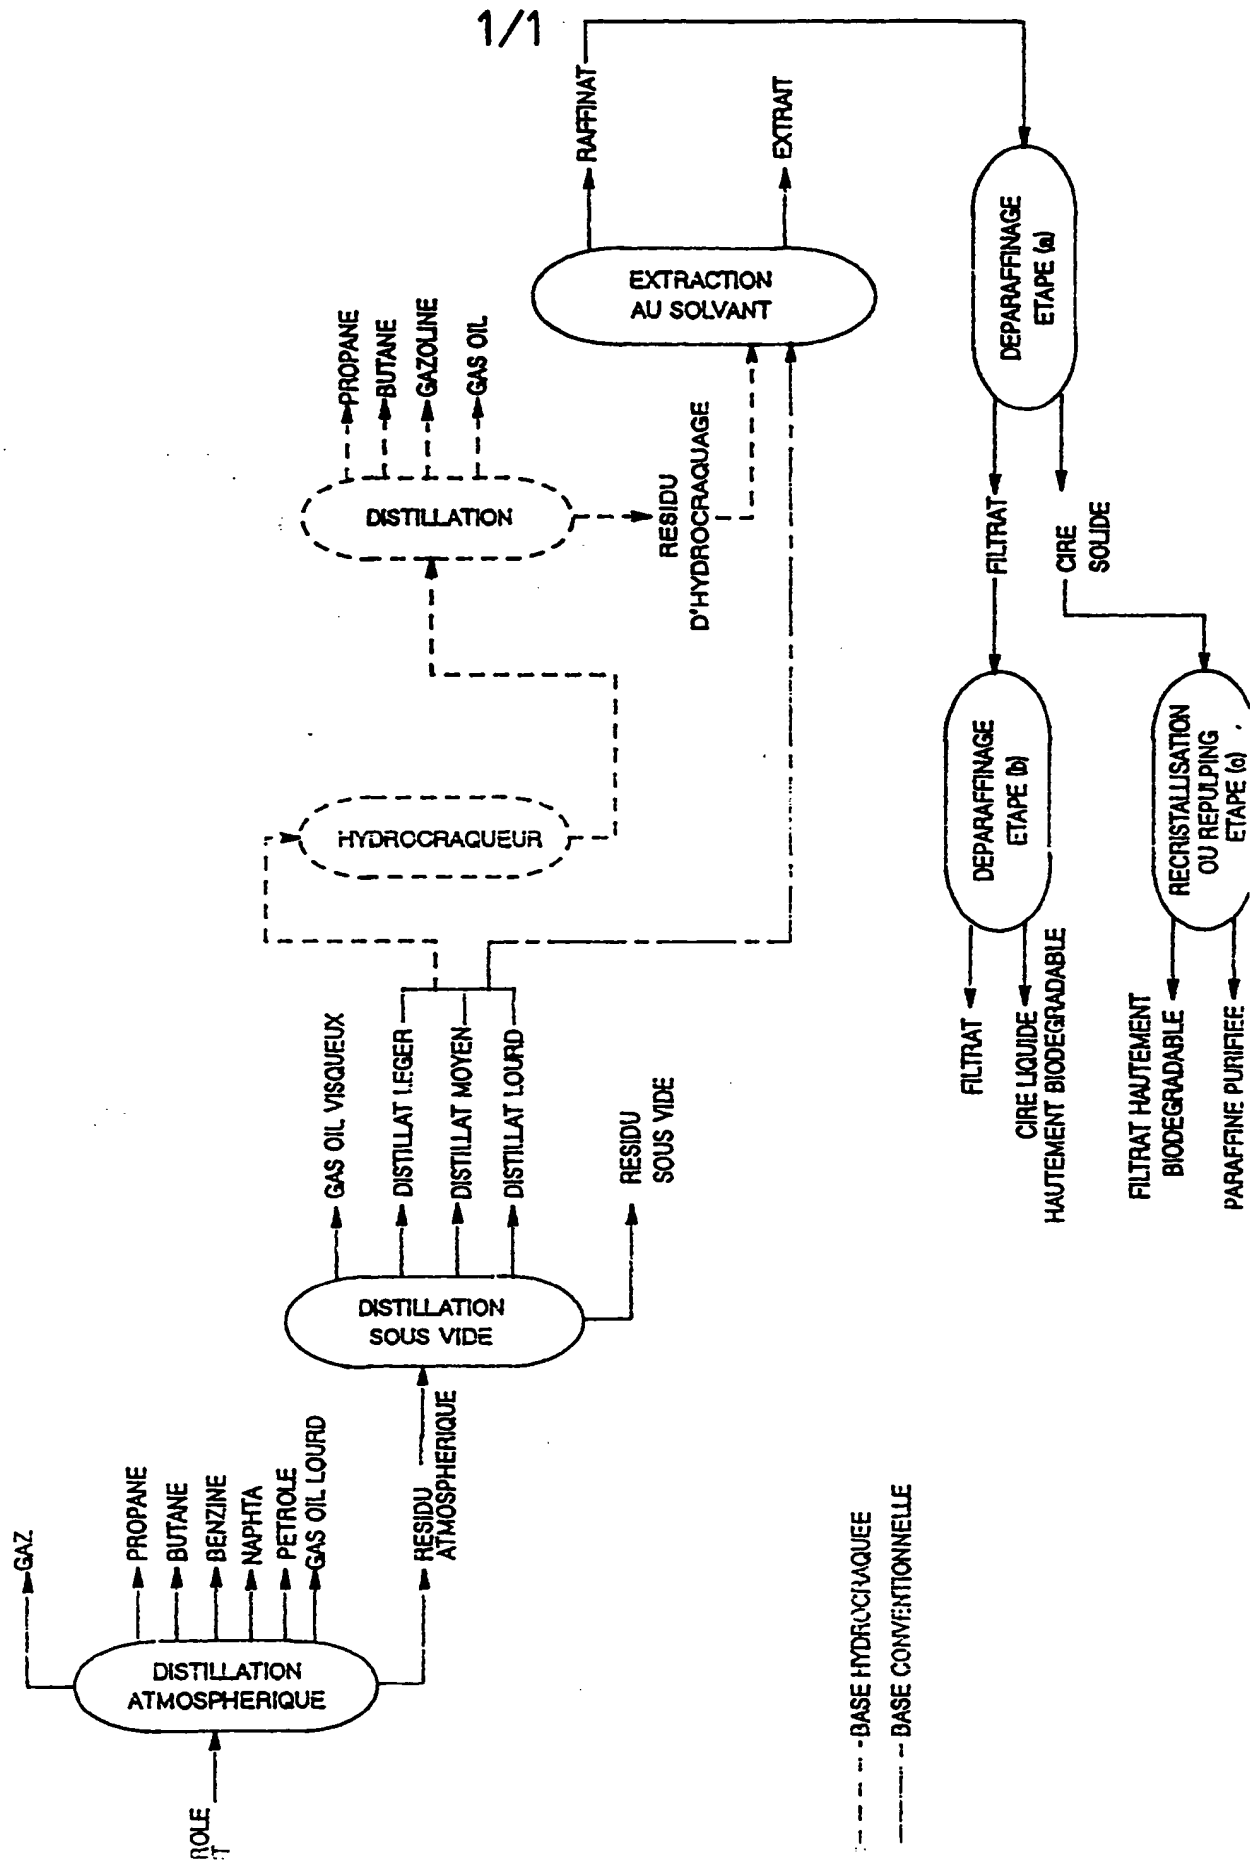 1/1
RAFFINAT
EXTRAIT
EXTRACTION
AU SOLVANT
DEPARAFFINAGE
ETAPE (a)
PROPANE
BUTANE
GAZOLINE
GAS OIL
DISTILLATION
RESIDU
D'HYDROCRAQUAGE
FILTRAT
CIRE
SOLIDE
HYDROCRAQUEUR
DEPARAFFINAGE
ETAPE (b)
RECRISTALLISATION
OU REPULPING
ETAPE (c)
GAS OIL VISQUEUX
DISTILLAT LEGER
DISTILLAT MOYEN
DISTILLAT LOURD
RESIDU
SOUS VIDE
FILTRAT
CIRE LIQUIDE
HAUTEMENT BIODEGRADABLE
FILTRAT HAUTEMENT
BIODEGRADABLE
PARAFFINE PURIFIEE
DISTILLATION
SOUS VIDE
GAZ
PROPANE
BUTANE
BENZINE
NAPHTA
PETROLE
GAS OIL LOURD
RESIDU
ATMOSPHERIQUE
DISTILLATION
ATMOSPHERIQUE
ROLE
BASE HYDROCRAQUEE
BASE CONVENTIONNELLE